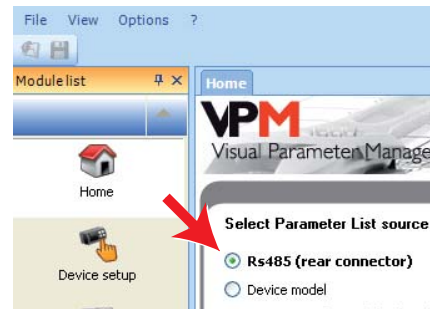 File View Options ?
Module list
Home
VPM
Visual Parameter Manage
Home
Select Parameter List source
Rs485 (rear connector)
Device setup
Device model